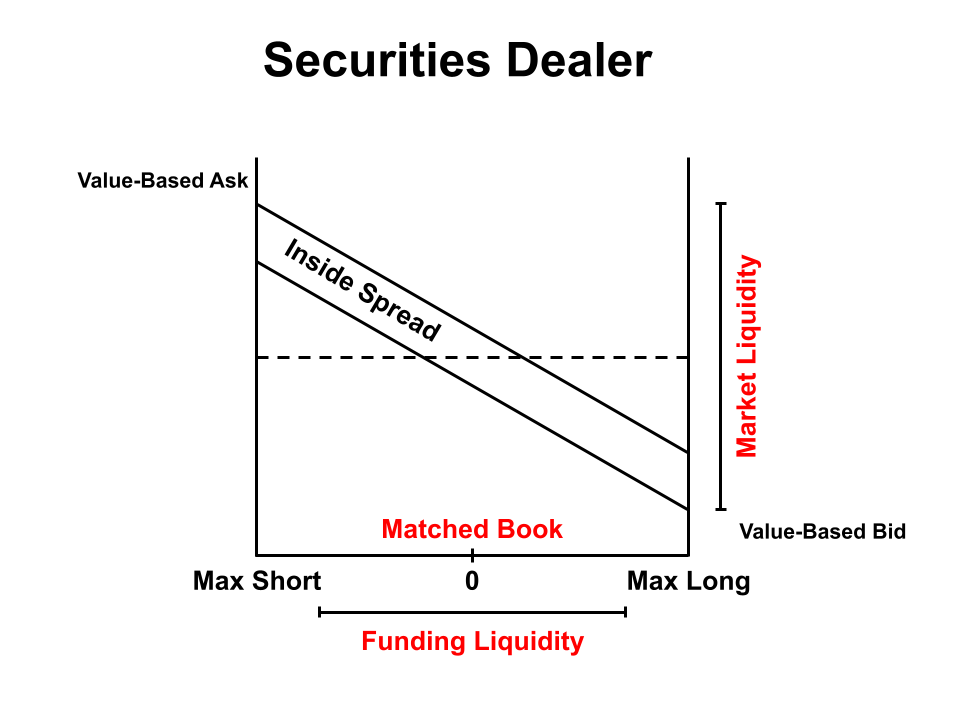 Securities Dealer
Value-Based Ask
Inside Spread
Market Liquidity
Matched Book
Value-Based Bid
Max Short
0
Max Long
Funding Liquidity